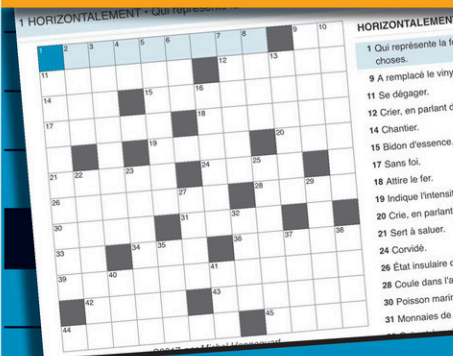 1 HORIZONTALEMENT • Qui représente
HORIZONTALEMENT
1 Qui représente la
choses.
9 A remplacé le
11 Se dégager.
12 Crier, en parlant
14 Chantier.
15 Bidon d'essence.
17 Sans foi.
18 Attire le fer.
19 Indique
20 Crie, en parlant
21 Sert à saluer.
24 Corvidé.
26 État insulaire
28 Coule dans
30 Poisson
31 Monnaies de
1 2 3 4 5 6 7 8 9 10
11 12 13
14 15 16
17 18
19 20
21 22 23 24 25
26 27 28 29
30 31 32
33 34 35 36 37 38
39 40 41
42 43
44 45
par Michel